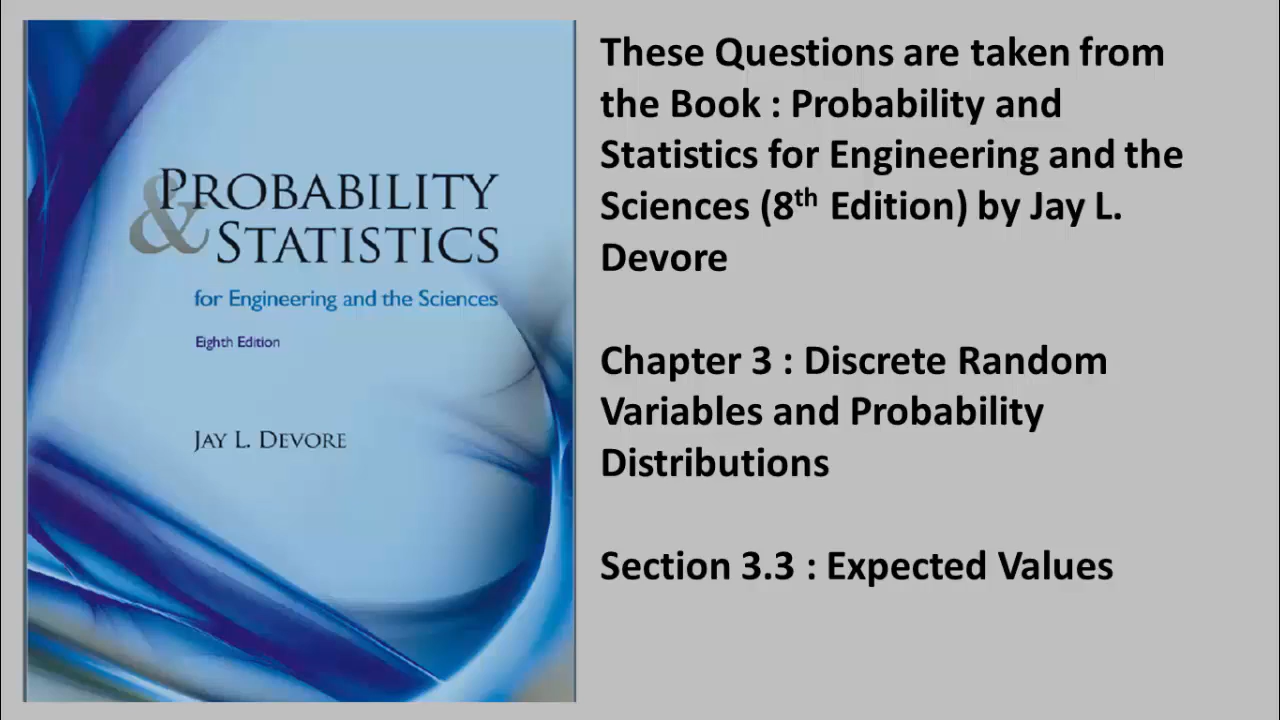 PROBABILITY
& STATISTICS
for Engineering and the Sciences
Eighth Edition
JAY L. DEVORE
These Questions are taken from
the Book : Probability and
Statistics for Engineering and the
Sciences (8th Edition) by Jay L.
Devore
Chapter 3 : Discrete Random
Variables and Probability
Distributions
Section 3.3 : Expected Values